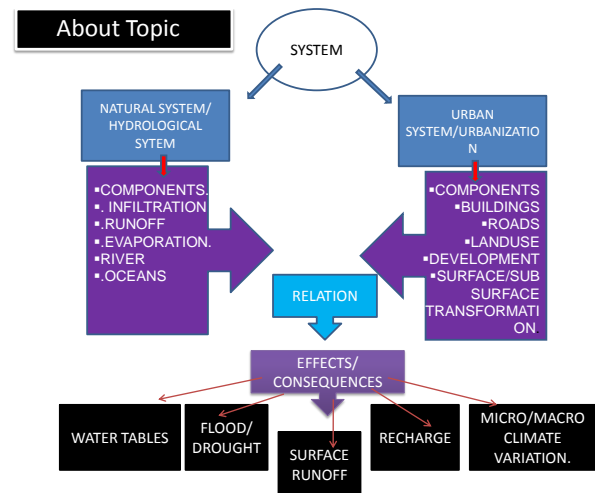 About Topic
SYSTEM
NATURAL SYSTEM/
HYDROLOGICAL
SYTEM
URBAN
SYSTEM/URBANIZATIO
N
▪COMPONENTS.
▪. INFILTRATION
▪.RUNOFF
▪.EVAPORATION.
▪RIVER
▪.OCEANS
▪COMPONENTS
▪BUILDINGS
▪ROADS
▪LANDUSE
▪DEVELOPMENT
▪SURFACE/SUB
SURFACE
TRANSFORMATI
ON.
RELATION
EFFECTS/
CONSEQUENCES
WATER TABLES
FLOOD/
DROUGHT
SURFACE
RUNOFF
RECHARGE
MICRO/MACRO
CLIMATE
VARIATION.